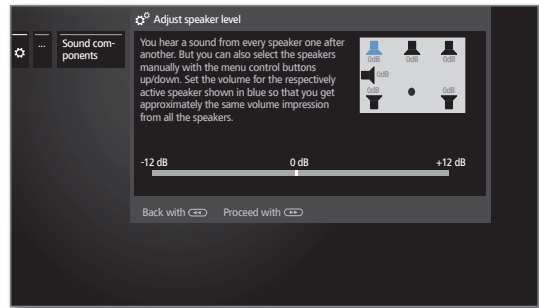 Adjust speaker level
...
Sound com-
ponents
You hear a sound from every speaker one after
another. But you can also select the speakers
manually with the menu control buttons
up/down. Set the volume for the respectively
active speaker shown in blue so that you get
approximately the same volume impression
from all the speakers.
0dB 0dB 0dB
0dB
0dB 0dB
-12 dB 0 dB +12 dB
Back with Proceed with